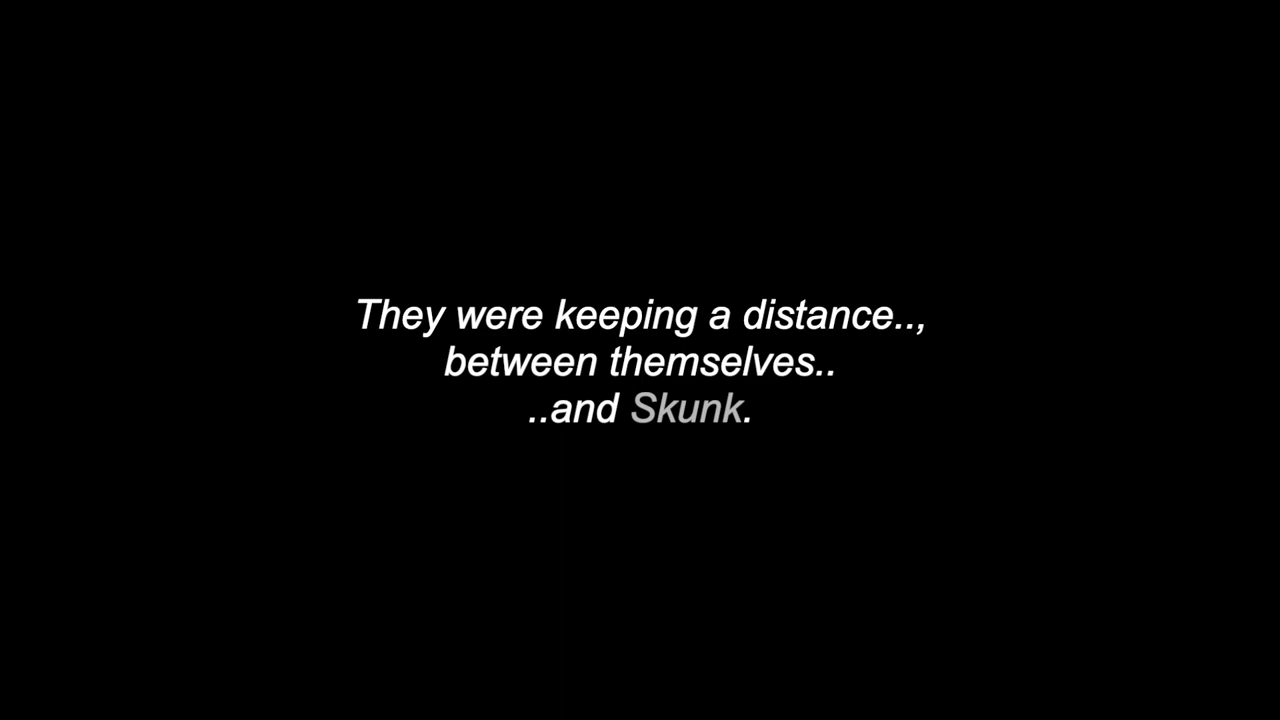 They were keeping a distance..,
between themselves..
..and Skunk.